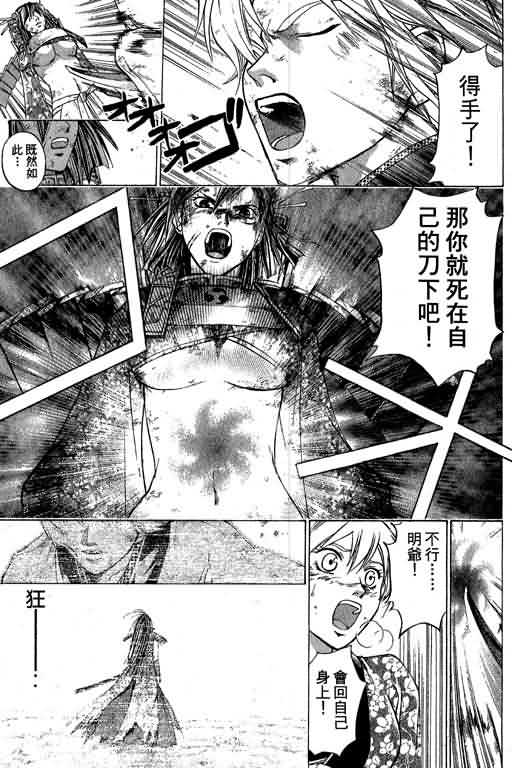 得手了！
オオオオオ
既然如
此…
那你就死在自
己的刀下吧！
不行……
明爺！
會回自己
身上！
狂——．